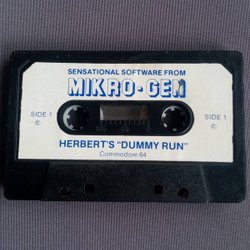 SENSATIONAL SOFTWARE FROM
MIKRO-GEN
SIDE 1 SIDE 1
© ©
HERBERT'S "DUMMY RUN"
Commodore 64